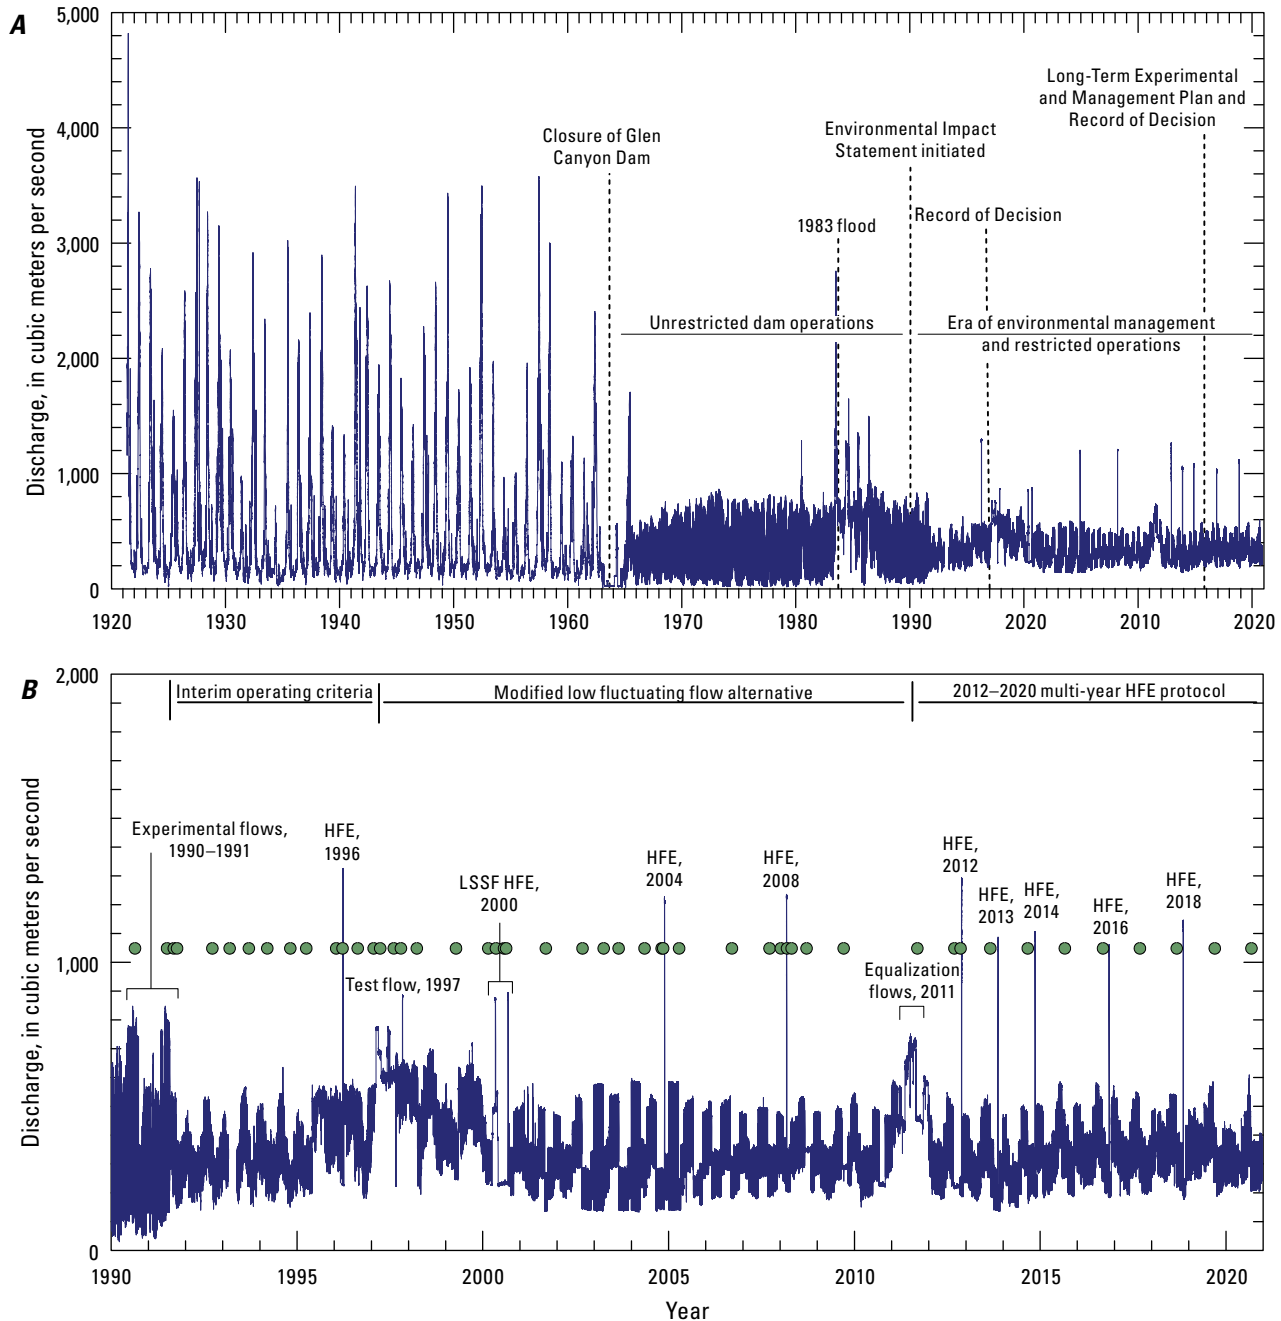 A
5,000
4,000
3,000
2,000
1,000
0
Discharge, in cubic meters per second
Closure of Glen
Canyon Dam
1983 flood
Environmental Impact
Statement initiated
Record of Decision
Long-Term Experimental
and Management Plan and
Record of Decision
Unrestricted dam operations
Era of environmental management
and restricted operations
1920 1930 1940 1950 1960 1970 1980 1990 2020 2010 2020
B
2,000
1,000
0
Discharge, in cubic meters per second
Interim operating criteria
Modified low fluctuating flow alternative
2012–2020 multi-year HFE protocol
Experimental flows,
1990–1991
HFE,
1996
Test flow, 1997
LSSF HFE,
2000
HFE,
2004
HFE,
2008
Equalization
flows, 2011
HFE,
2012
HFE,
2013
HFE,
2014
HFE,
2016
HFE,
2018
1990 1995 2000 2005 2010 2015 2020
Year